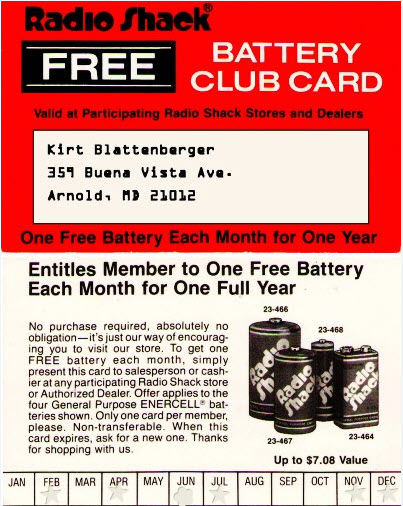 Radio Shack®
FREE
BATTERY
CLUB CARD
Valid at Participating Radio Shack Stores and Dealers
Kirt Blattenberger
359 Buena Vista Ave.
Arnold, MD 21012
One Free Battery Each Month for One Year
Entitles Member to One Free Battery
Each Month for One Full Year
No purchase required, absolutely no
obligation—it's just our way of encourag-
ing you to visit our store. To get one
FREE battery each month, simply
present this card to salesperson or cash-
ier at any participating Radio Shack store
or Authorized Dealer. Offer applies to the
four General Purpose ENERCELL® bat-
teries shown. Only one card per member,
please. Non-transferable. When this
card expires, ask for a new one. Thanks
for shopping with us.
23-466
23-468
Radio Shack
Radio Shack
Radio Shack
Radio Shack
23-467
23-464
Up to $7.08 Value
JAN FEB MAR APR MAY JUN JUL AUG SEP OCT NOV DEC